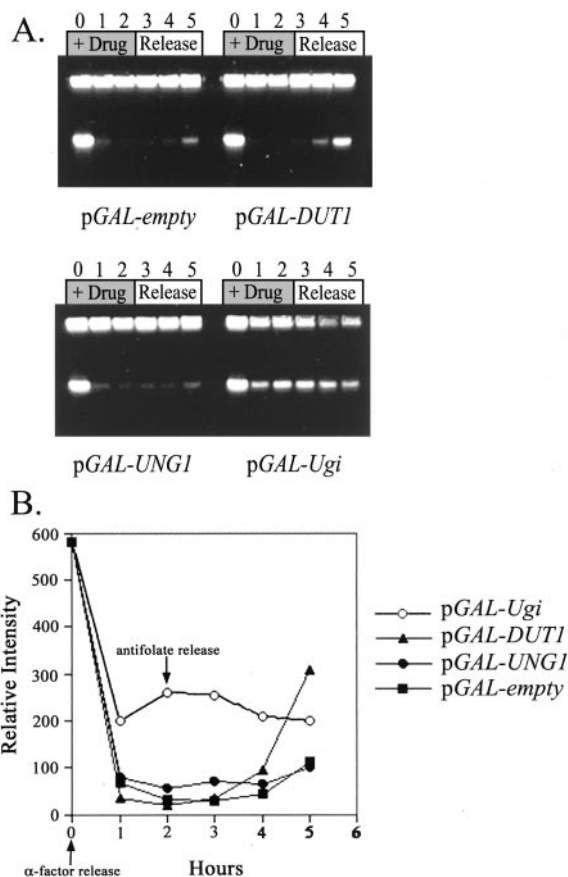 A.
0 1 2 3 4 5 0 1 2 3 4 5
+ Drug Release + Drug Release
pGAL-empty pGAL-DUT1
0 1 2 3 4 5 0 1 2 3 4 5
+ Drug Release + Drug Release
pGAL-UNG1 pGAL-Ugi
B.
600
500
400
300
200
100
0
Relative Intensity
antifolate release
pGAL-Ugi
pGAL-DUT1
pGAL-UNG1
pGAL-empty
0 1 2 3 4 5 6
α-factor release
Hours